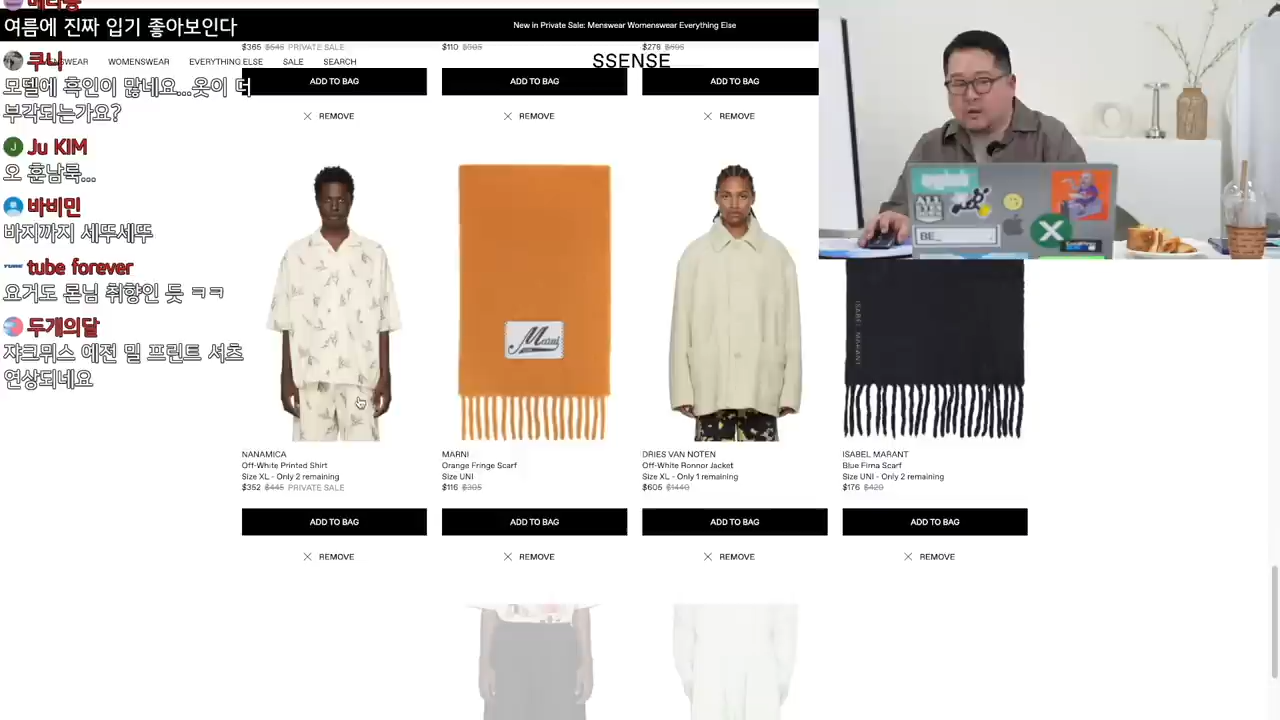 여름에 진짜 입기 좋아보인다
쿠니
모델에 흑인이 많네요...옷이 더
부각되는가요?
Ju KIM
오 훈남룩...
바비민
바지까지 세뚜세뚜
tube forever
요거도 론님 취향인 듯 ㅋㅋ
두개의달
쟈크뮈스 예전 밀 프린트 셔츠
연상되네요
New in Private Sale: Menswear Womenswear Everything Else
$365 $545 PRIVATE SALE
$110
$278 $695
WOMENSWEAR
EVERYTHING ELSE
SALE
SEARCH
SSENSE
ADD TO BAG
ADD TO BAG
ADD TO BAG
REMOVE
REMOVE
REMOVE
Marni
ISABEL MARANT
BE_
NANAMICA
Off-White Printed Shirt
Size XL - Only 2 remaining
$352 $445 PRIVATE SALE
MARNI
Orange Fringe Scarf
Size UNI
$116 $305
DRIES VAN NOTEN
Off-White Ronnor Jacket
Size XL - Only 1 remaining
$605 $1440
ISABEL MARANT
Blue Firna Scarf
Size UNI - Only 2 remaining
$176 $420
ADD TO BAG
ADD TO BAG
ADD TO BAG
ADD TO BAG
REMOVE
REMOVE
REMOVE
REMOVE